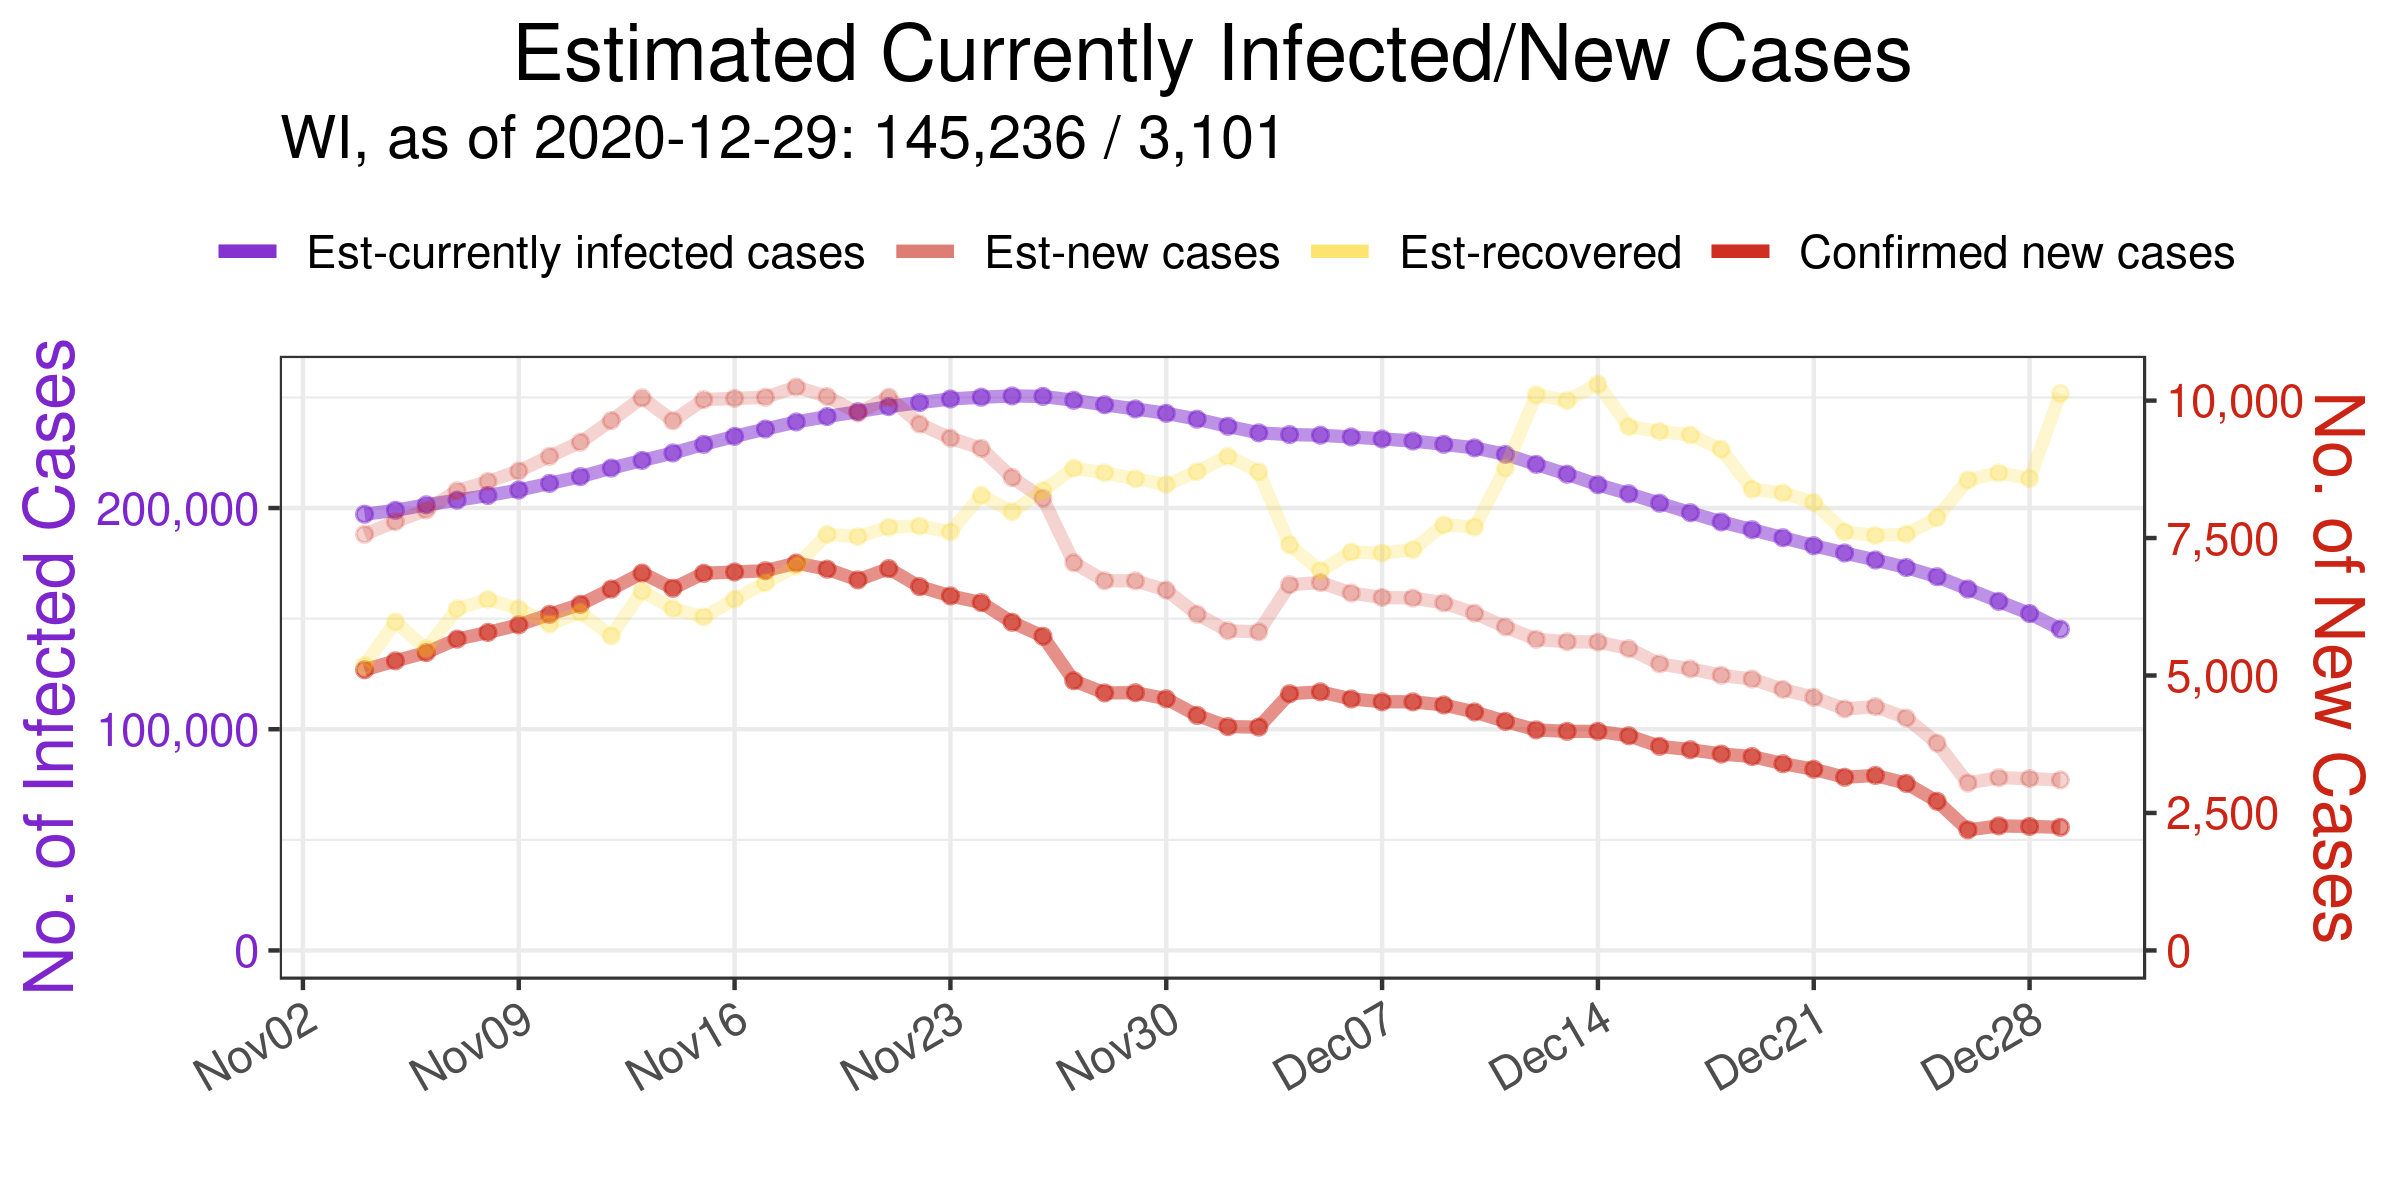 Estimated Currently Infected/New Cases
WI, as of 2020-12-29: 145,236 / 3,101
Est-currently infected cases Est-new cases Est-recovered Confirmed new cases
No. of Infected Cases
200,000
100,000
0
10,000
7,500
5,000
2,500
0
No. of New Cases
Nov02 Nov09 Nov16 Nov23 Nov30 Dec07 Dec14 Dec21 Dec28